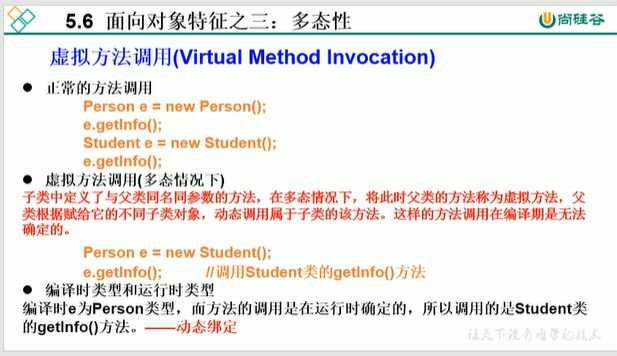 5.6 面向对象特征之三：多态性
尚硅谷
虚拟方法调用(Virtual Method Invocation)
● 正常的方法调用
Person e = new Person();
e.getInfo();
Student e = new Student();
e.getInfo();
● 虚拟方法调用(多态情况下)
子类中定义了与父类同名同参数的方法，在多态情况下，将此时父类的方法称为虚拟方法，父
类根据赋给它的不同子类对象，动态调用属于子类的该方法。这样的方法调用在编译期是无法
确定的。
Person e = new Student();
e.getInfo(); //调用Student类的getInfo()方法
● 编译时类型和运行时类型
编译时e为Person类型，而方法的调用是在运行时确定的，所以调用的是Student类
的getInfo()方法。——动态绑定
让天下没有难学的技术